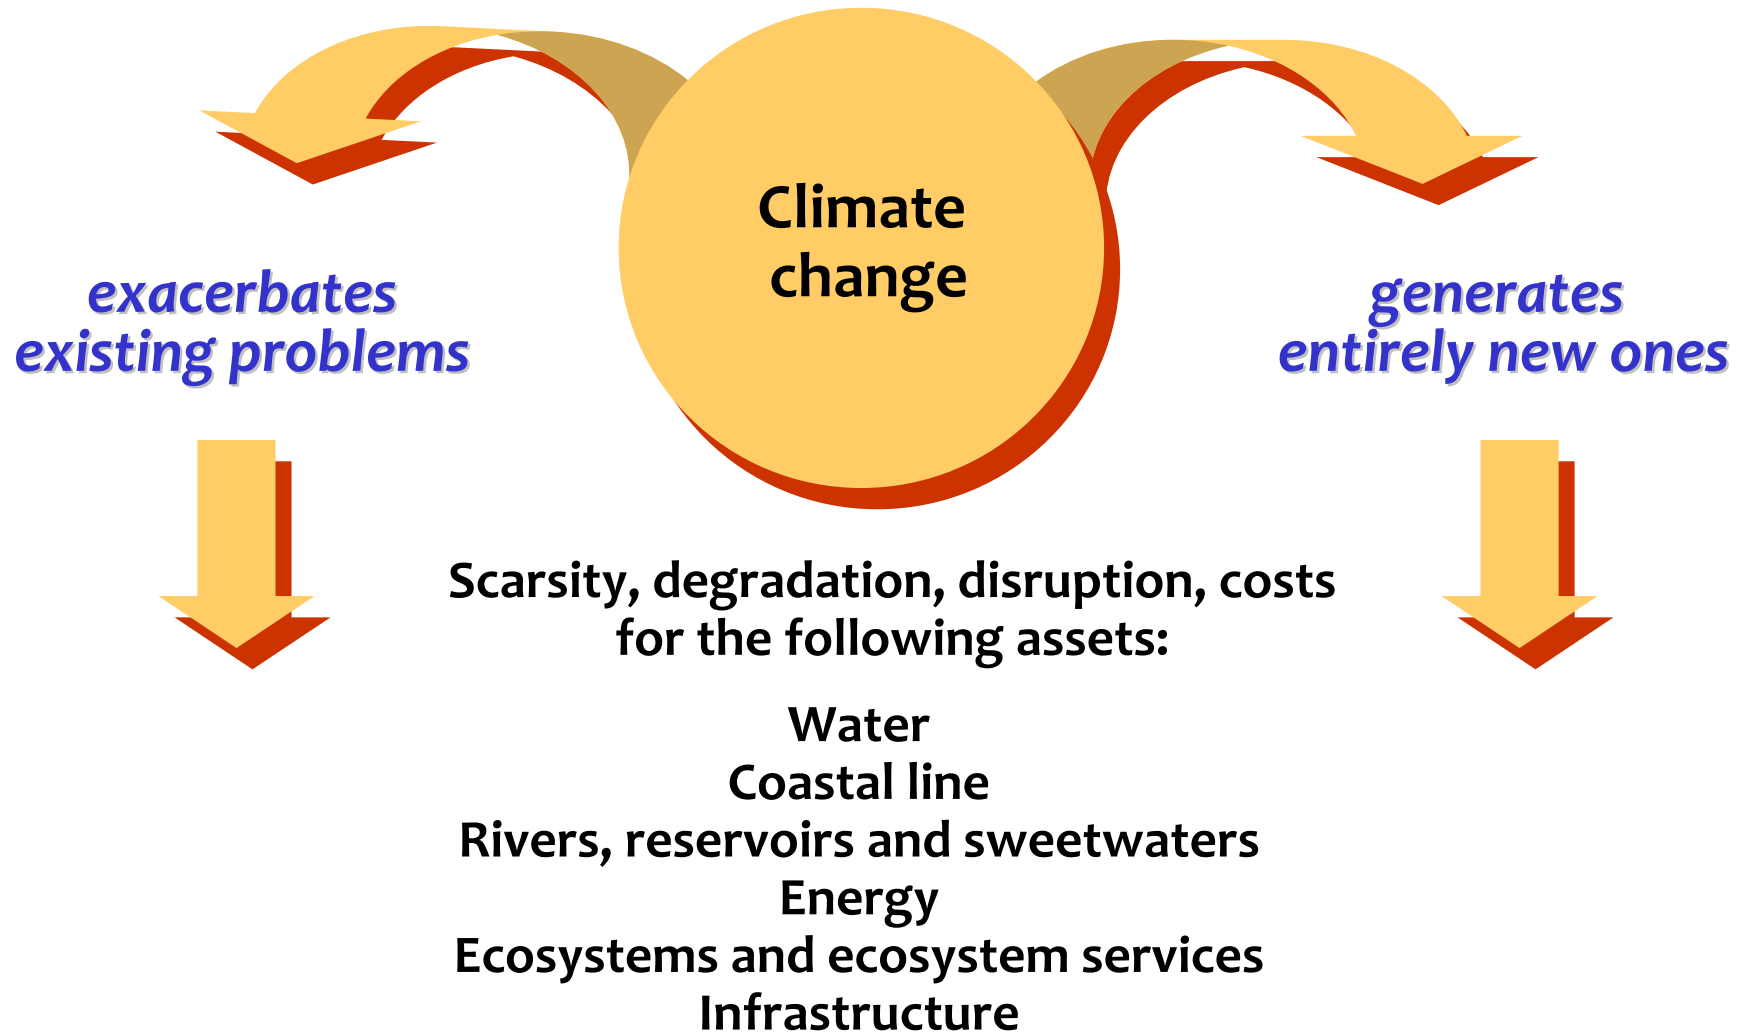 Climate
change
exacerbates
existing problems
generates
entirely new ones
Scarsity, degradation, disruption, costs
for the following assets:
Water
Coastal line
Rivers, reservoirs and sweetwaters
Energy
Ecosystems and ecosystem services
Infrastructure